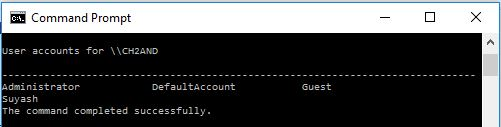 Command Prompt
User accounts for \\CH2AND
-------------------------------------------------------------------------------
Administrator DefaultAccount Guest
Suyash
The command completed successfully.